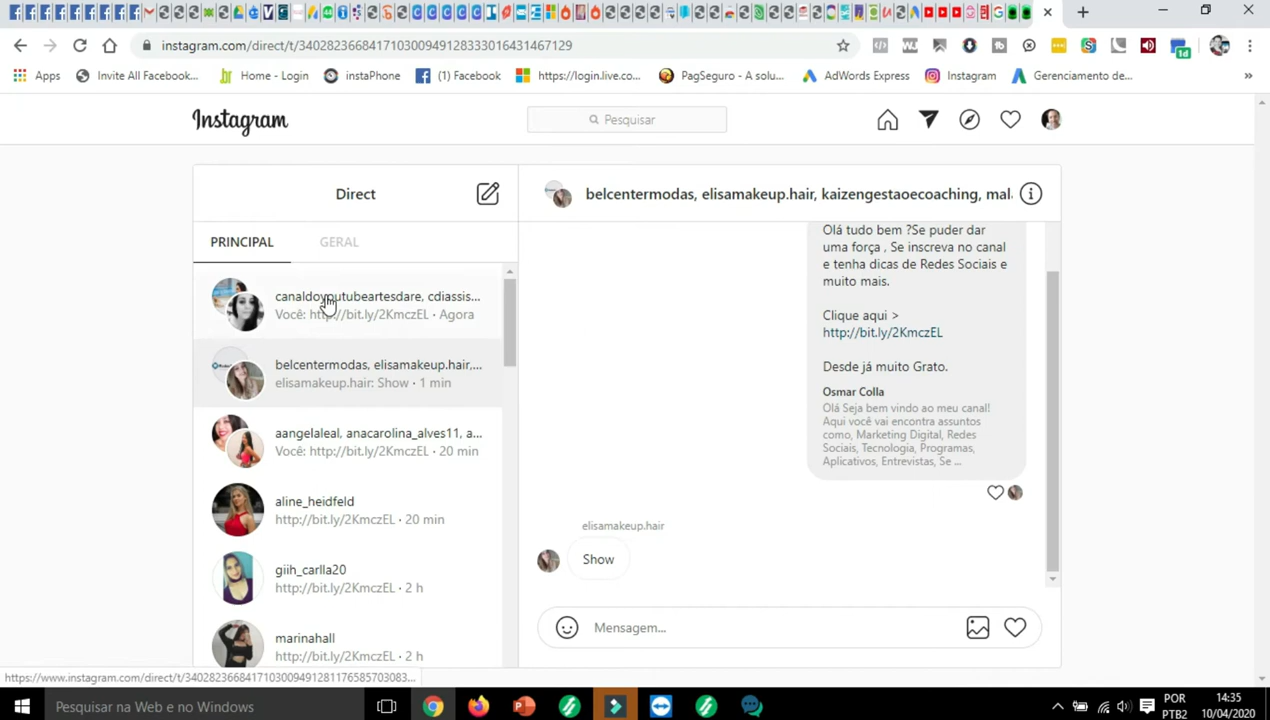 instagram.com/direct/t/340282366841710300949128333016431467129
1d
Apps
Invite All Facebook...
Home - Login
instaPhone
(1) Facebook
https://login.live.co...
PagSeguro - A solu...
AdWords Express
Instagram
Gerenciamento de...
»
Instagram
Pesquisar
Direct
belcentermodas, elisamakeup.hair, kaizengestaoecoaching, mal
PRINCIPAL
GERAL
canaldoyoutubeartesdare, cdiassis...
Você: http://bit.ly/2KmczEL • Agora
belcentermodas, elisamakeup.hair,...
elisamakeup.hair: Show • 1 min
aangelaleal, anacarolina_alves11, a...
Você: http://bit.ly/2KmczEL • 20 min
aline_heidfeld
http://bit.ly/2KmczEL • 20 min
giih_carlla20
http://bit.ly/2KmczEL • 2 h
marinahall
http://bit.ly/2KmczEL • 2 h
Olá tudo bem ?Se puder dar
uma força , Se inscreva no canal
e tenha dicas de Redes Sociais e
muito mais.
Clique aqui >
http://bit.ly/2KmczEL
Desde já muito Grato.
Osmar Colla
Olá Seja bem vindo ao meu canal!
Aqui você vai encontra assuntos
como, Marketing Digital, Redes
Sociais, Tecnologia, Programas,
Aplicativos, Entrevistas, Se ...
elisamakeup.hair
Show
Mensagem...
https://www.instagram.com/direct/t/340282366841710300949128117658570308​3...
Pesquisar na Web e no Windows
POR
PTB2
14:35
10/04/2020